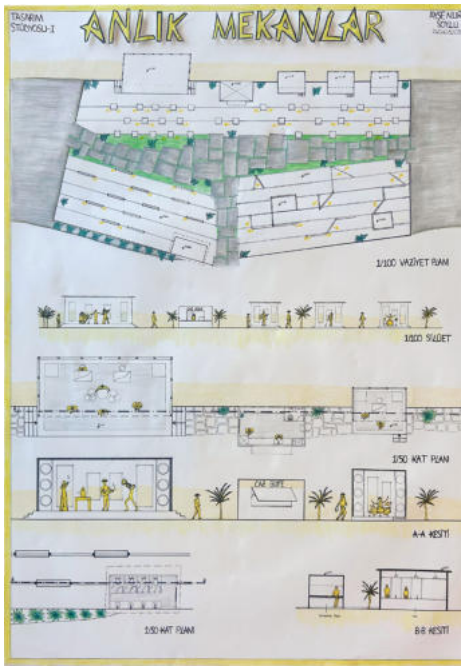 TASARIM
STÜDYOSU-I
ANLIK MEKANLAR
AYŞE NUR
SOYLU
1/100 VAZİYET PLANI
1/100 SİLÜET
1/50 KAT PLANI
A-A KESİTİ
1/50 KAT PLANI
B-B KESİTİ